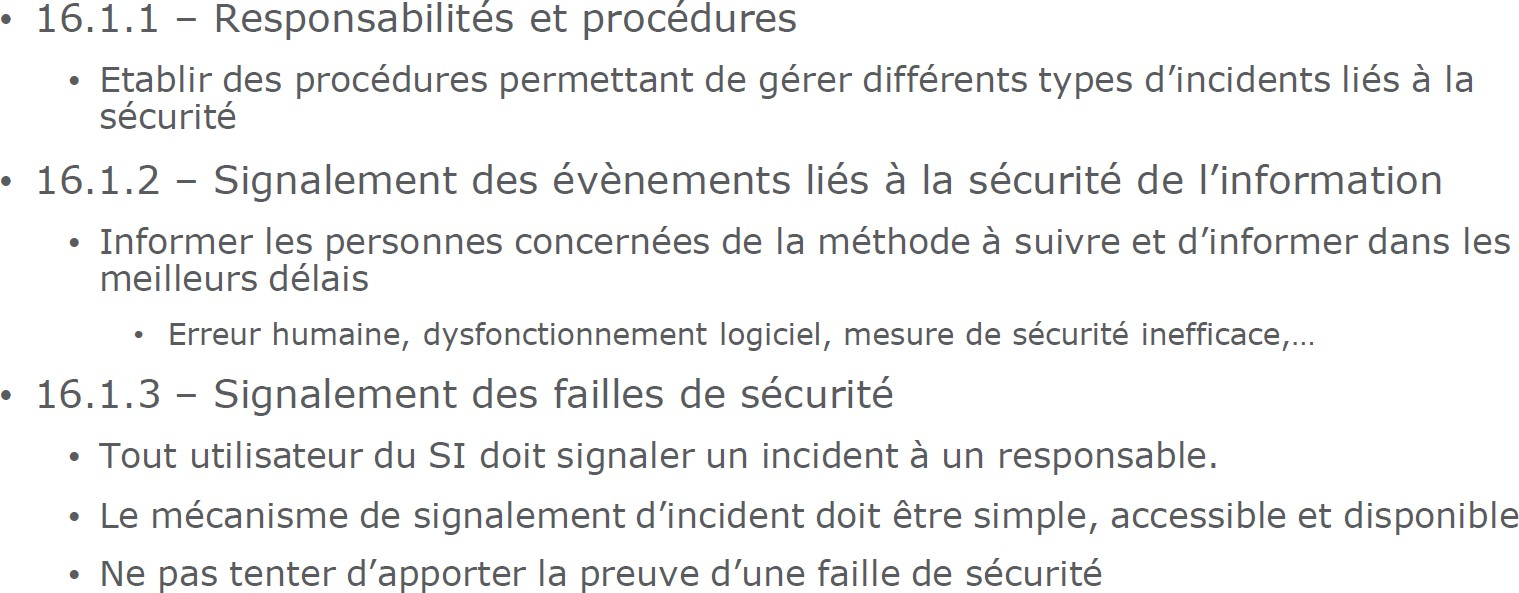 • 16.1.1 – Responsabilités et procédures
• Etablir des procédures permettant de gérer différents types d’incidents liés à la
sécurité
• 16.1.2 – Signalement des évènements liés à la sécurité de l’information
• Informer les personnes concernées de la méthode à suivre et d’informer dans les
meilleurs délais
• Erreur humaine, dysfonctionnement logiciel, mesure de sécurité inefficace,…
• 16.1.3 – Signalement des failles de sécurité
• Tout utilisateur du SI doit signaler un incident à un responsable.
• Le mécanisme de signalement d’incident doit être simple, accessible et disponible
• Ne pas tenter d’apporter la preuve d’une faille de sécurité